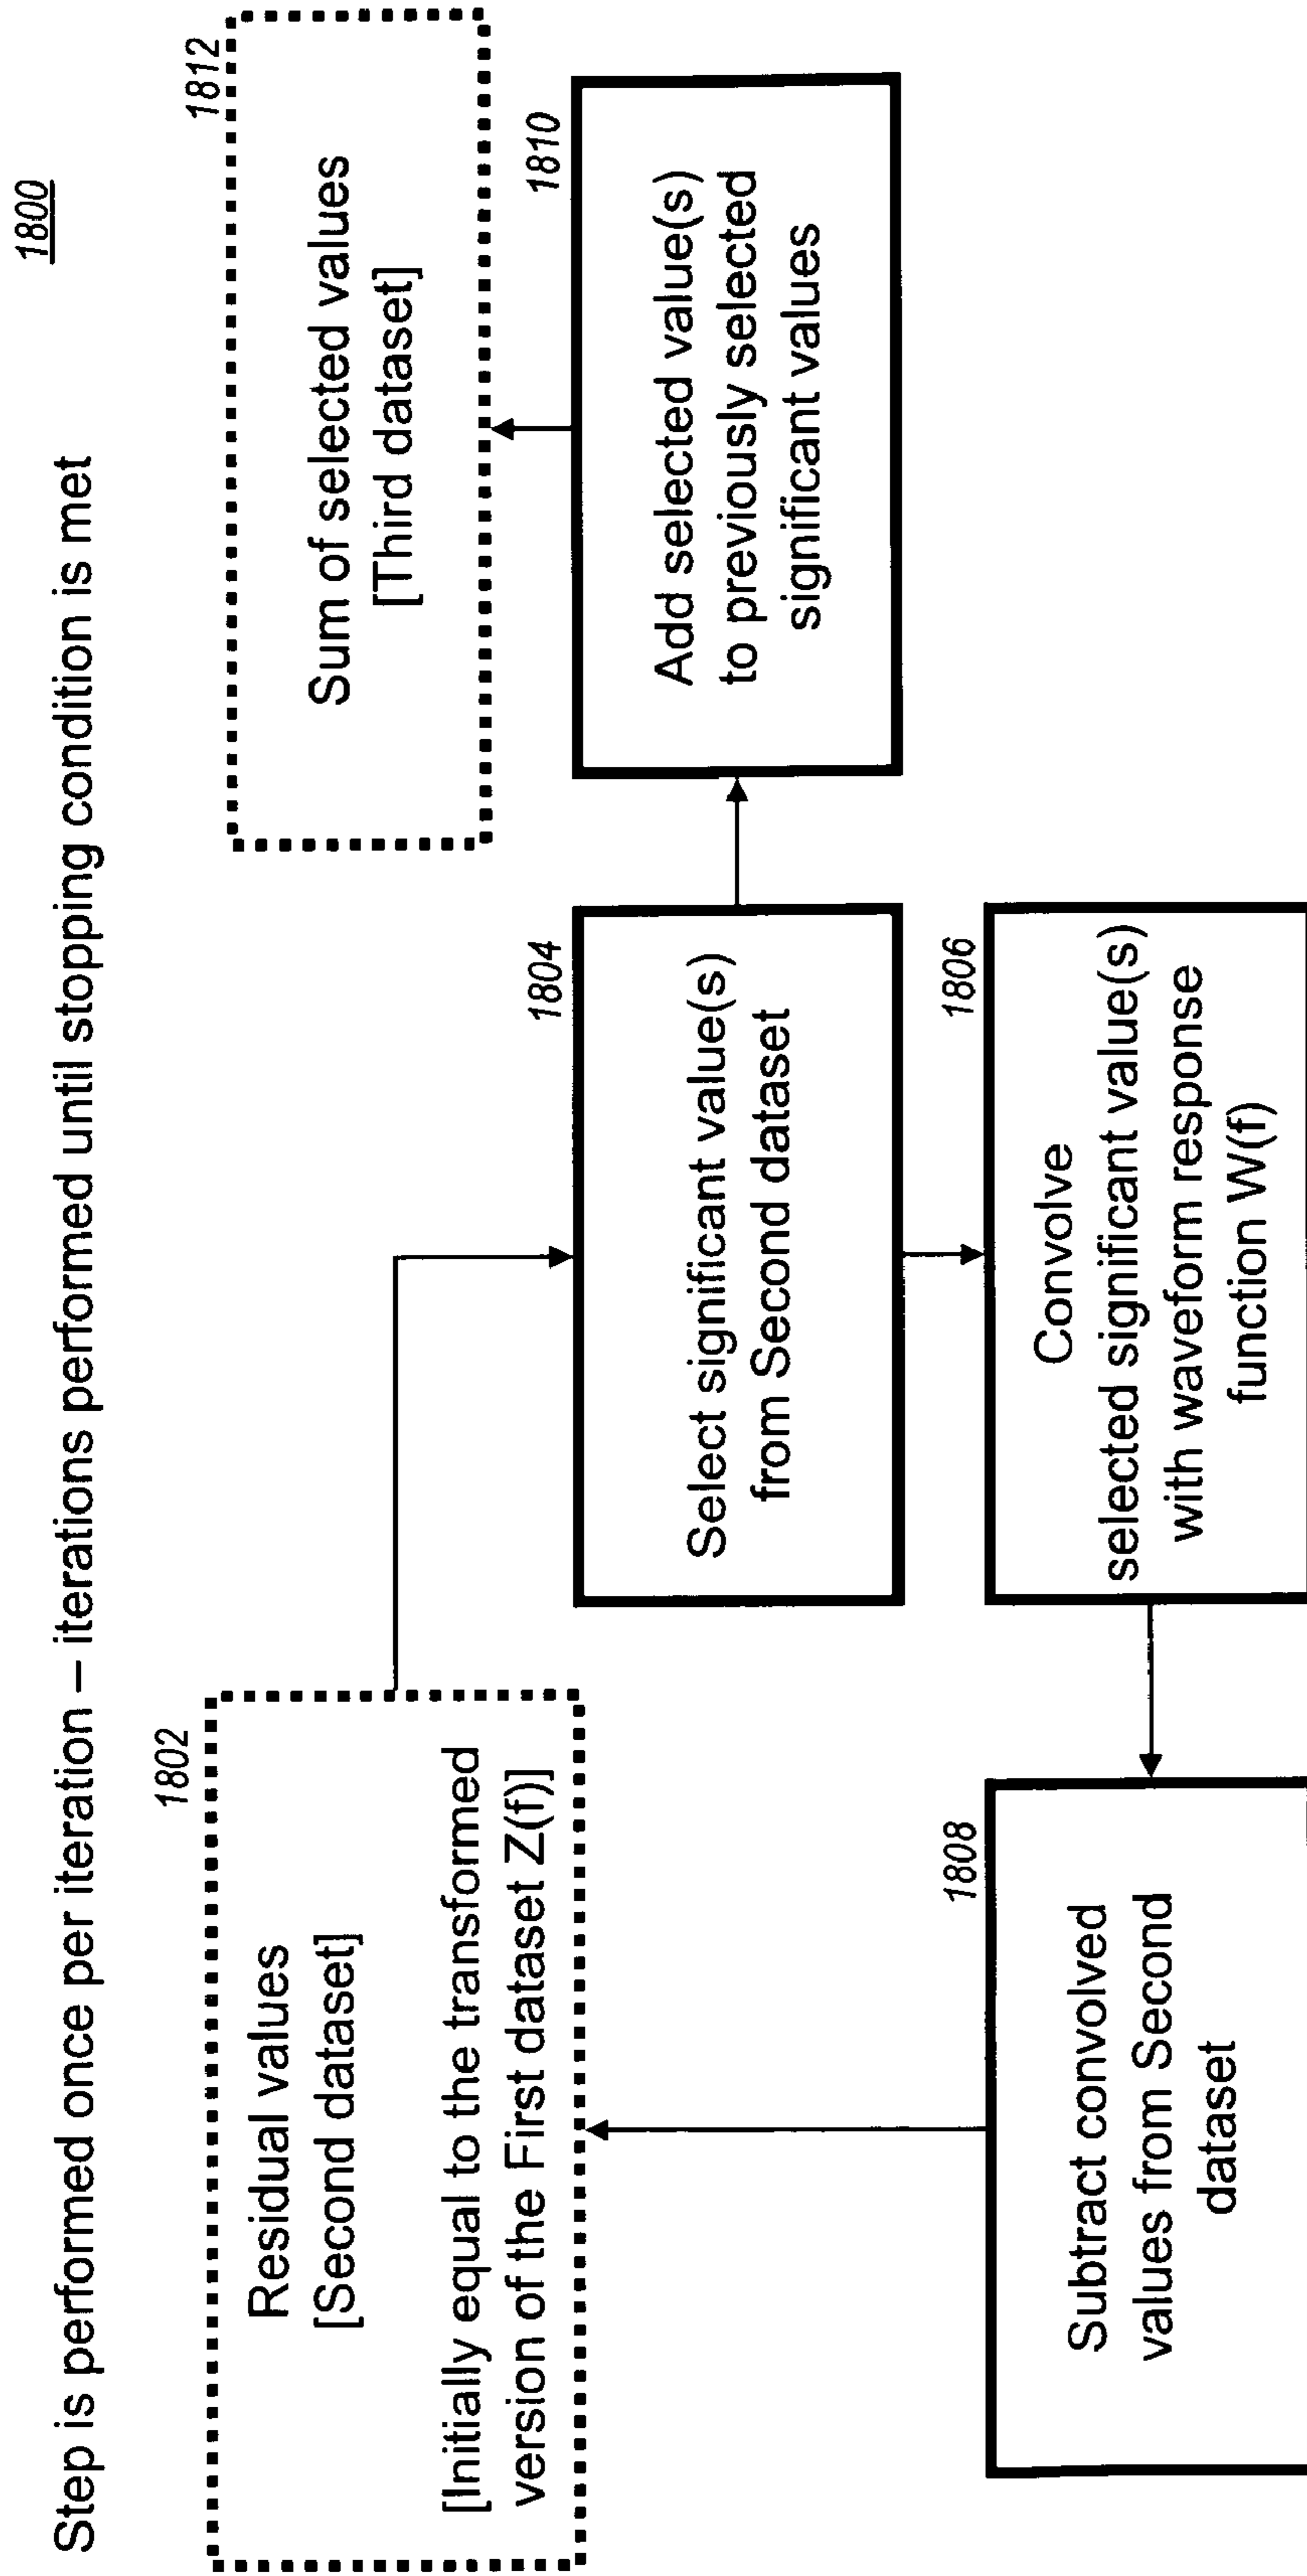 1800
Step is performed once per iteration – iterations performed until stopping condition is met
1802
Residual values
[Second dataset]
[Initially equal to the transformed
version of the First dataset Z(f)]
1804
Select significant value(s)
from Second dataset
1806
Convolve
selected significant value(s)
with waveform response
function W(f)
1808
Subtract convolved
values from Second
dataset
1810
Add selected value(s)
to previously selected
significant values
1812
Sum of selected values
[Third dataset]